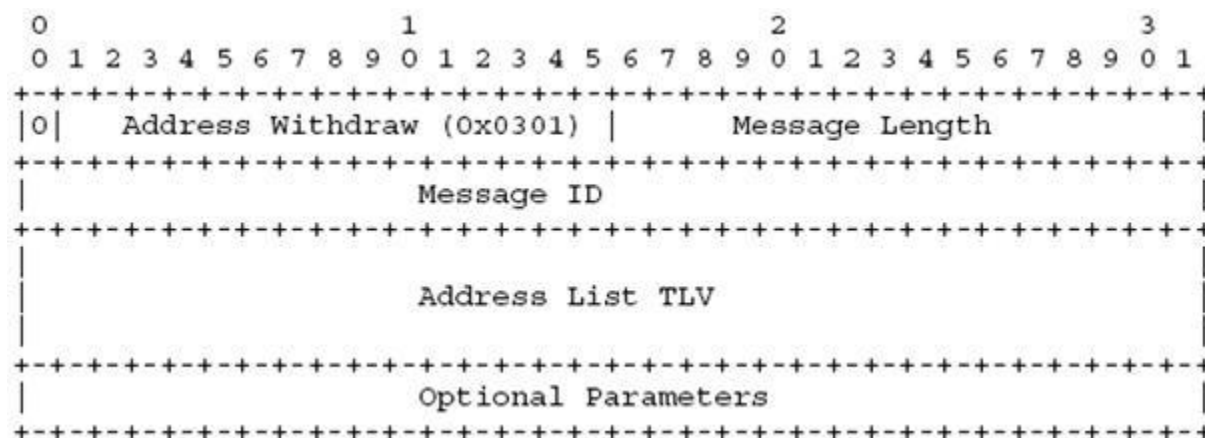 0                   1                   2                   3
 0 1 2 3 4 5 6 7 8 9 0 1 2 3 4 5 6 7 8 9 0 1 2 3 4 5 6 7 8 9 0 1
+-+-+-+-+-+-+-+-+-+-+-+-+-+-+-+-+-+-+-+-+-+-+-+-+-+-+-+-+-+-+-+-+
|0|   Address Withdraw (0x0301) |      Message Length           |
+-+-+-+-+-+-+-+-+-+-+-+-+-+-+-+-+-+-+-+-+-+-+-+-+-+-+-+-+-+-+-+-+
|                     Message ID                                |
+-+-+-+-+-+-+-+-+-+-+-+-+-+-+-+-+-+-+-+-+-+-+-+-+-+-+-+-+-+-+-+-+
|                                                               |
|                     Address List TLV                          |
|                                                               |
+-+-+-+-+-+-+-+-+-+-+-+-+-+-+-+-+-+-+-+-+-+-+-+-+-+-+-+-+-+-+-+-+
|                     Optional Parameters                       |
+-+-+-+-+-+-+-+-+-+-+-+-+-+-+-+-+-+-+-+-+-+-+-+-+-+-+-+-+-+-+-+-+